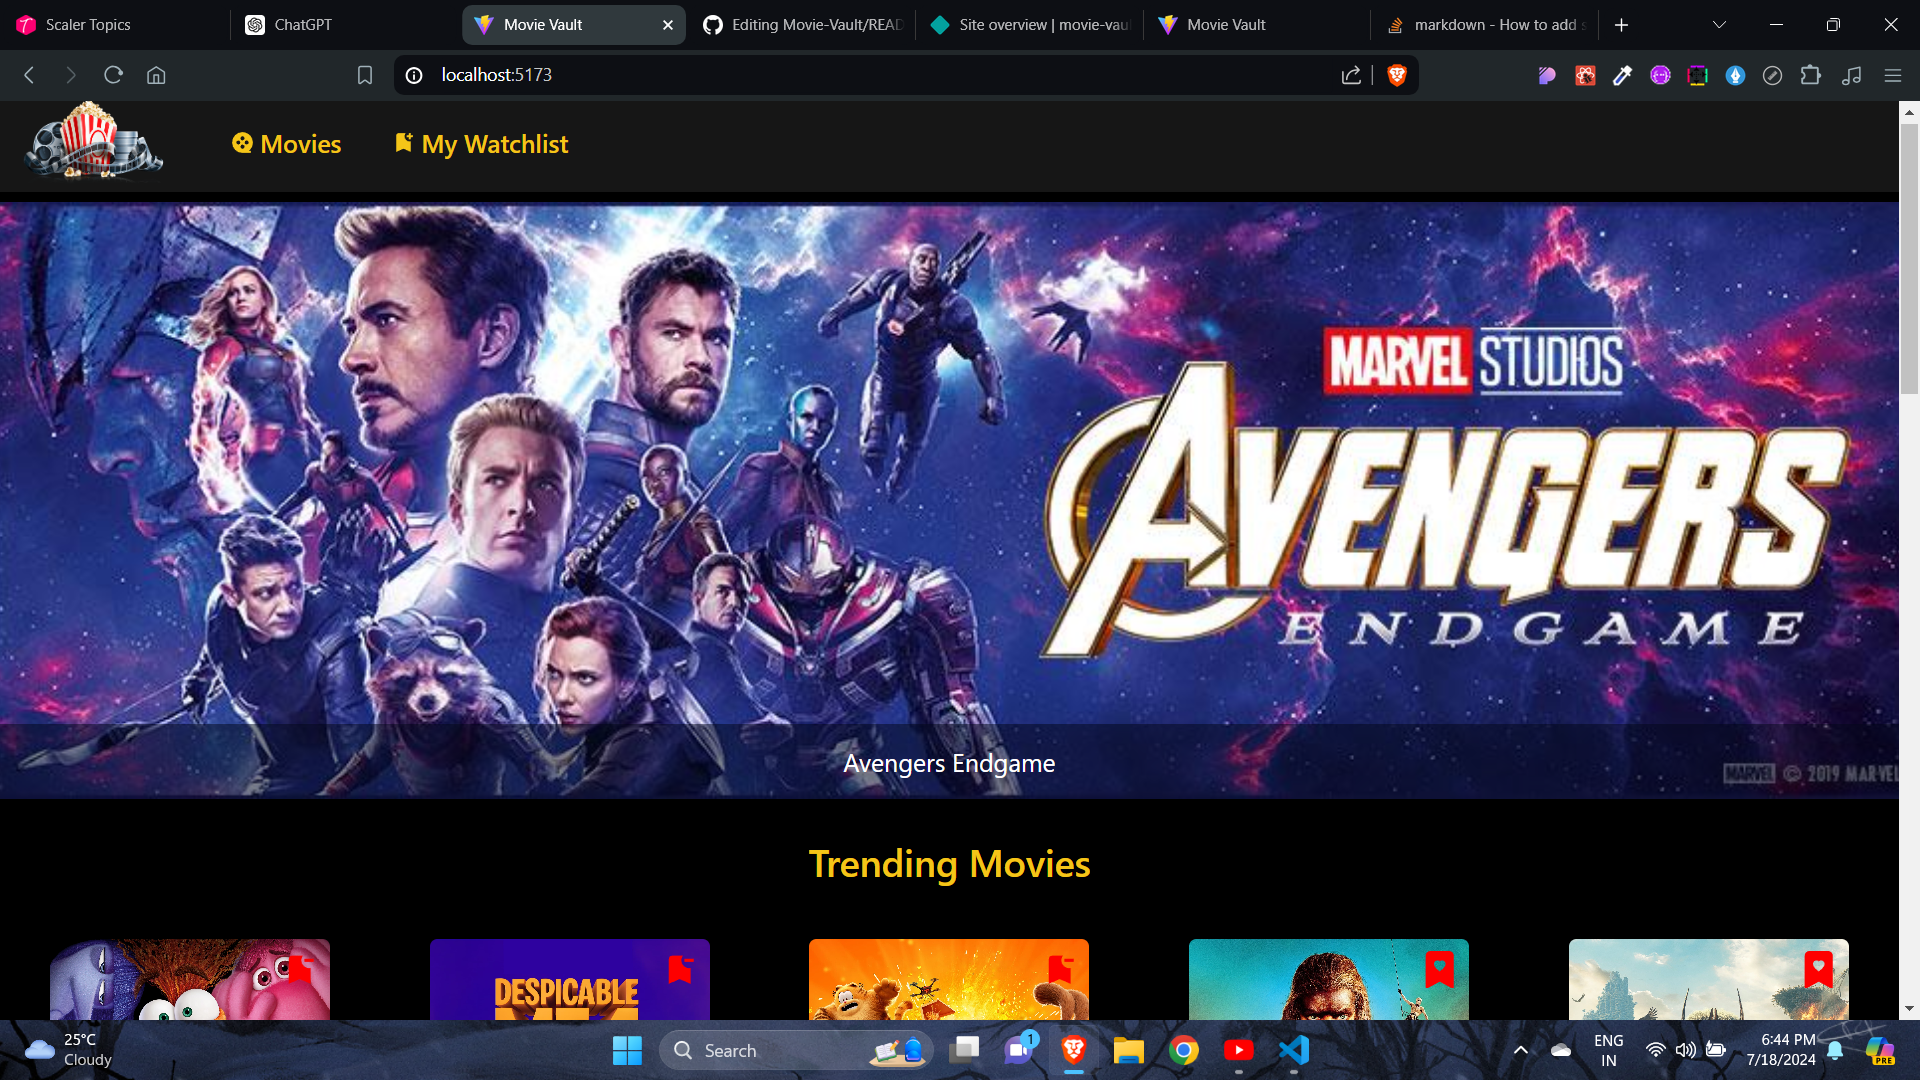 Scaler Topics
ChatGPT
Movie Vault
Editing Movie-Vault/READ
Site overview | movie-vau
Movie Vault
markdown - How to add s
localhost:5173
Movies
My Watchlist
MARVEL STUDIOS
AVENGERS
ENDGAME
Avengers Endgame
MARVEL © 2019 MARVEL
Trending Movies
DESPICABLE
25°C
Cloudy
Search
1
ENG
IN
6:44 PM
7/18/2024
PRE